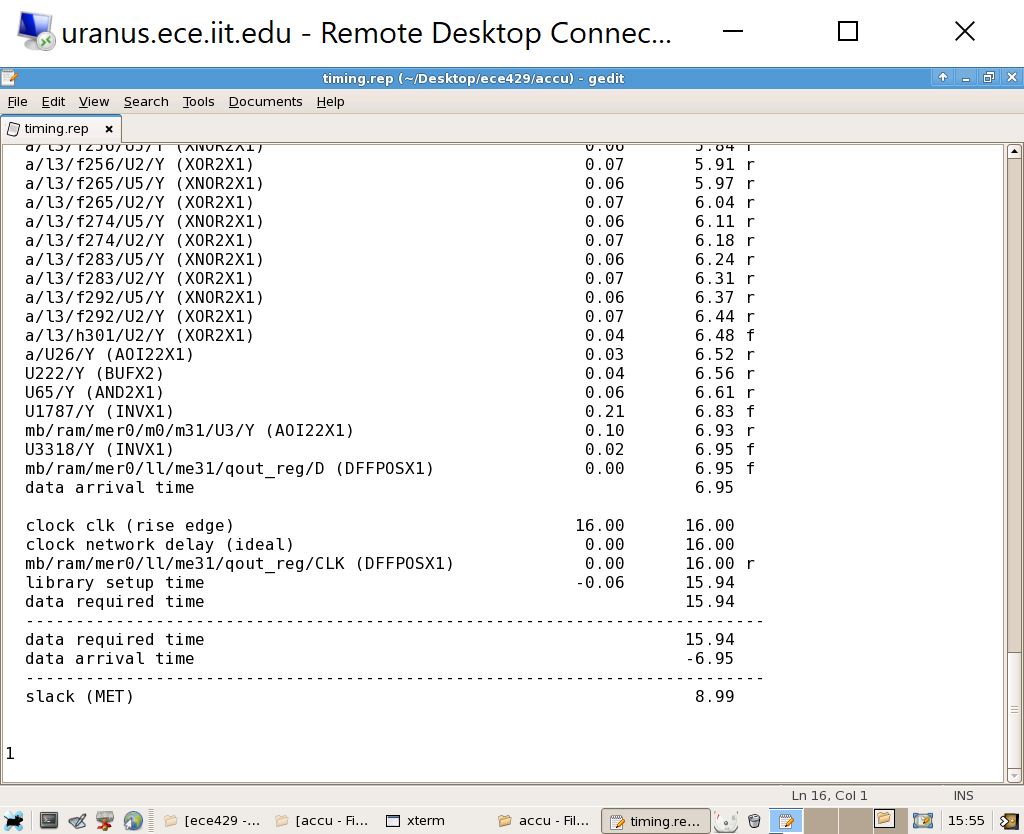 uranus.ece.iit.edu - Remote Desktop Connec...
timing.rep (~/Desktop/ece429/accu) - gedit
File Edit View Search Tools Documents Help
timing.rep
a/l3/f256/U5/Y (XNOR2X1) 0.06 5.84 r
a/l3/f256/U2/Y (XOR2X1) 0.07 5.91 r
a/l3/f265/U5/Y (XNOR2X1) 0.06 5.97 r
a/l3/f265/U2/Y (XOR2X1) 0.07 6.04 r
a/l3/f274/U5/Y (XNOR2X1) 0.06 6.11 r
a/l3/f274/U2/Y (XOR2X1) 0.07 6.18 r
a/l3/f283/U5/Y (XNOR2X1) 0.06 6.24 r
a/l3/f283/U2/Y (XOR2X1) 0.07 6.31 r
a/l3/f292/U5/Y (XNOR2X1) 0.06 6.37 r
a/l3/f292/U2/Y (XOR2X1) 0.07 6.44 r
a/l3/h301/U2/Y (XOR2X1) 0.04 6.48 f
a/U26/Y (AOI22X1) 0.03 6.52 r
U222/Y (BUFX2) 0.04 6.56 r
U65/Y (AND2X1) 0.06 6.61 r
U1787/Y (INVX1) 0.21 6.83 f
mb/ram/mer0/m0/m31/U3/Y (AOI22X1) 0.10 6.93 r
U3318/Y (INVX1) 0.02 6.95 f
mb/ram/mer0/ll/me31/qout_reg/D (DFFPOSX1) 0.00 6.95 f
data arrival time 6.95
clock clk (rise edge) 16.00 16.00
clock network delay (ideal) 0.00 16.00
mb/ram/mer0/ll/me31/qout_reg/CLK (DFFPOSX1) 0.00 16.00 r
library setup time -0.06 15.94
data required time 15.94
--------------------------------------------------------------------------
data required time 15.94
data arrival time -6.95
--------------------------------------------------------------------------
slack (MET) 8.99
1
Ln 16, Col 1 INS
[ece429 -... [accu - Fi... xterm accu - Fil... timing.re... 15:55